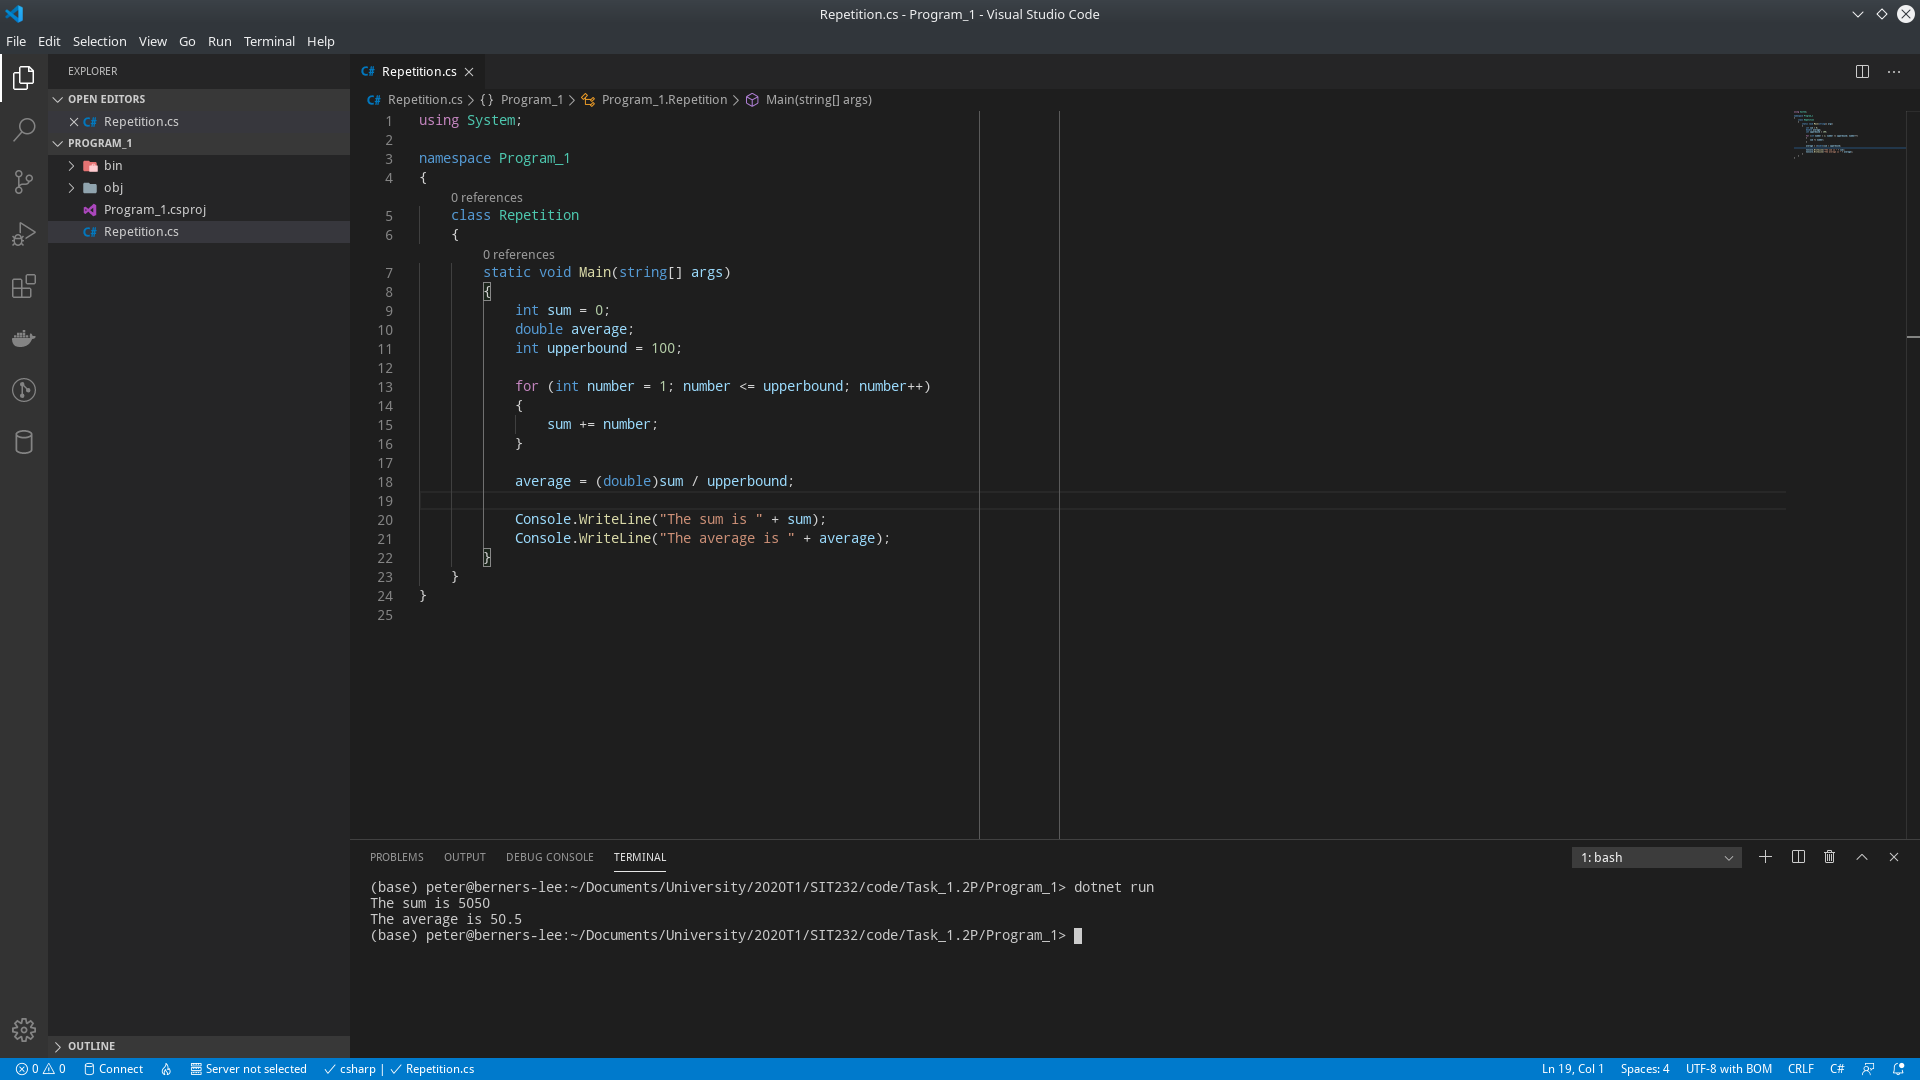 Repetition.cs - Program_1 - Visual Studio Code
File Edit Selection View Go Run Terminal Help
EXPLORER
OPEN EDITORS
C# Repetition.cs
PROGRAM_1
bin
obj
Program_1.csproj
C# Repetition.cs
OUTLINE
C# Repetition.cs
C# Repetition.cs {} Program_1 Program_1.Repetition Main(string[] args)
1 using System;
2
3 namespace Program_1
4 {
0 references
5 class Repetition
6 {
0 references
7 static void Main(string[] args)
8 {
9 int sum = 0;
10 double average;
11 int upperbound = 100;
12
13 for (int number = 1; number <= upperbound; number++)
14 {
15 sum += number;
16 }
17
18 average = (double)sum / upperbound;
19
20 Console.WriteLine("The sum is " + sum);
21 Console.WriteLine("The average is " + average);
22 }
23 }
24 }
25
PROBLEMS OUTPUT DEBUG CONSOLE TERMINAL 1: bash
(base) peter@berners-lee:~/Documents/University/2020T1/SIT232/code/Task_1.2P/Program_1> dotnet run
The sum is 5050
The average is 50.5
(base) peter@berners-lee:~/Documents/University/2020T1/SIT232/code/Task_1.2P/Program_1>
0 0 Connect Server not selected csharp | Repetition.cs Ln 19, Col 1 Spaces: 4 UTF-8 with BOM CRLF C#